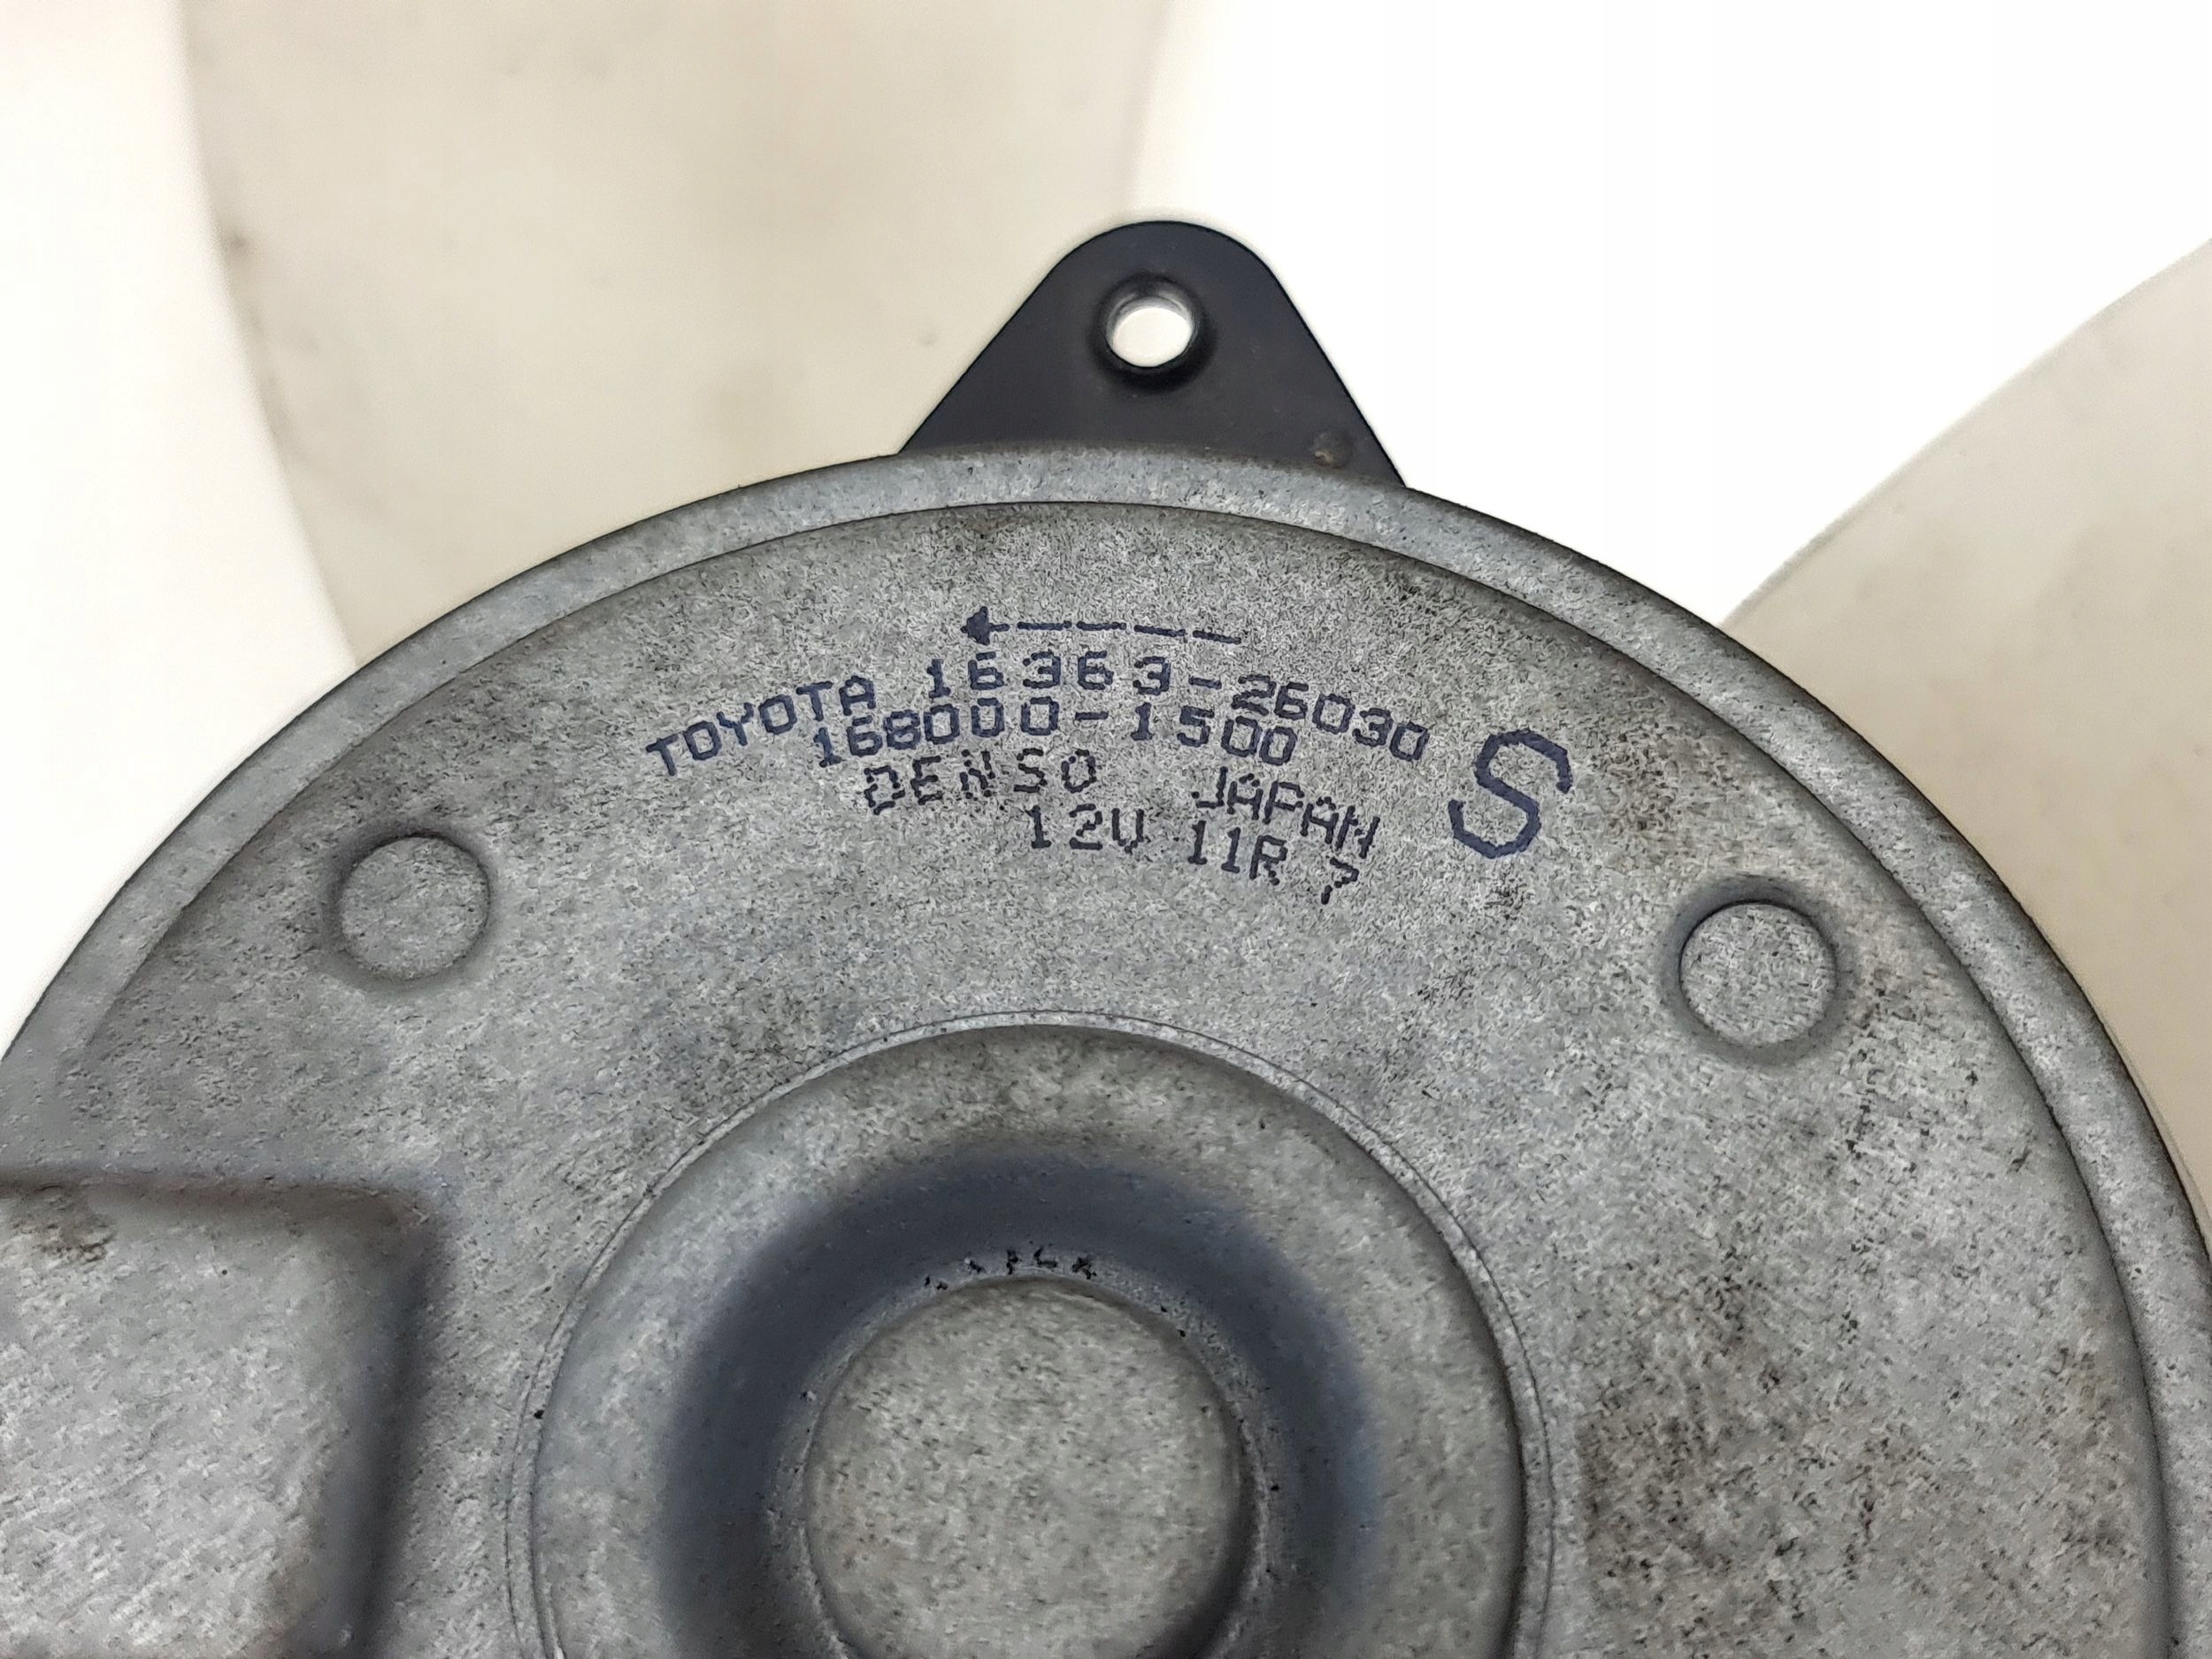 TOYOTA 16363-26030
168000-1500 S
DENSO JAPAN
12V 11R 7